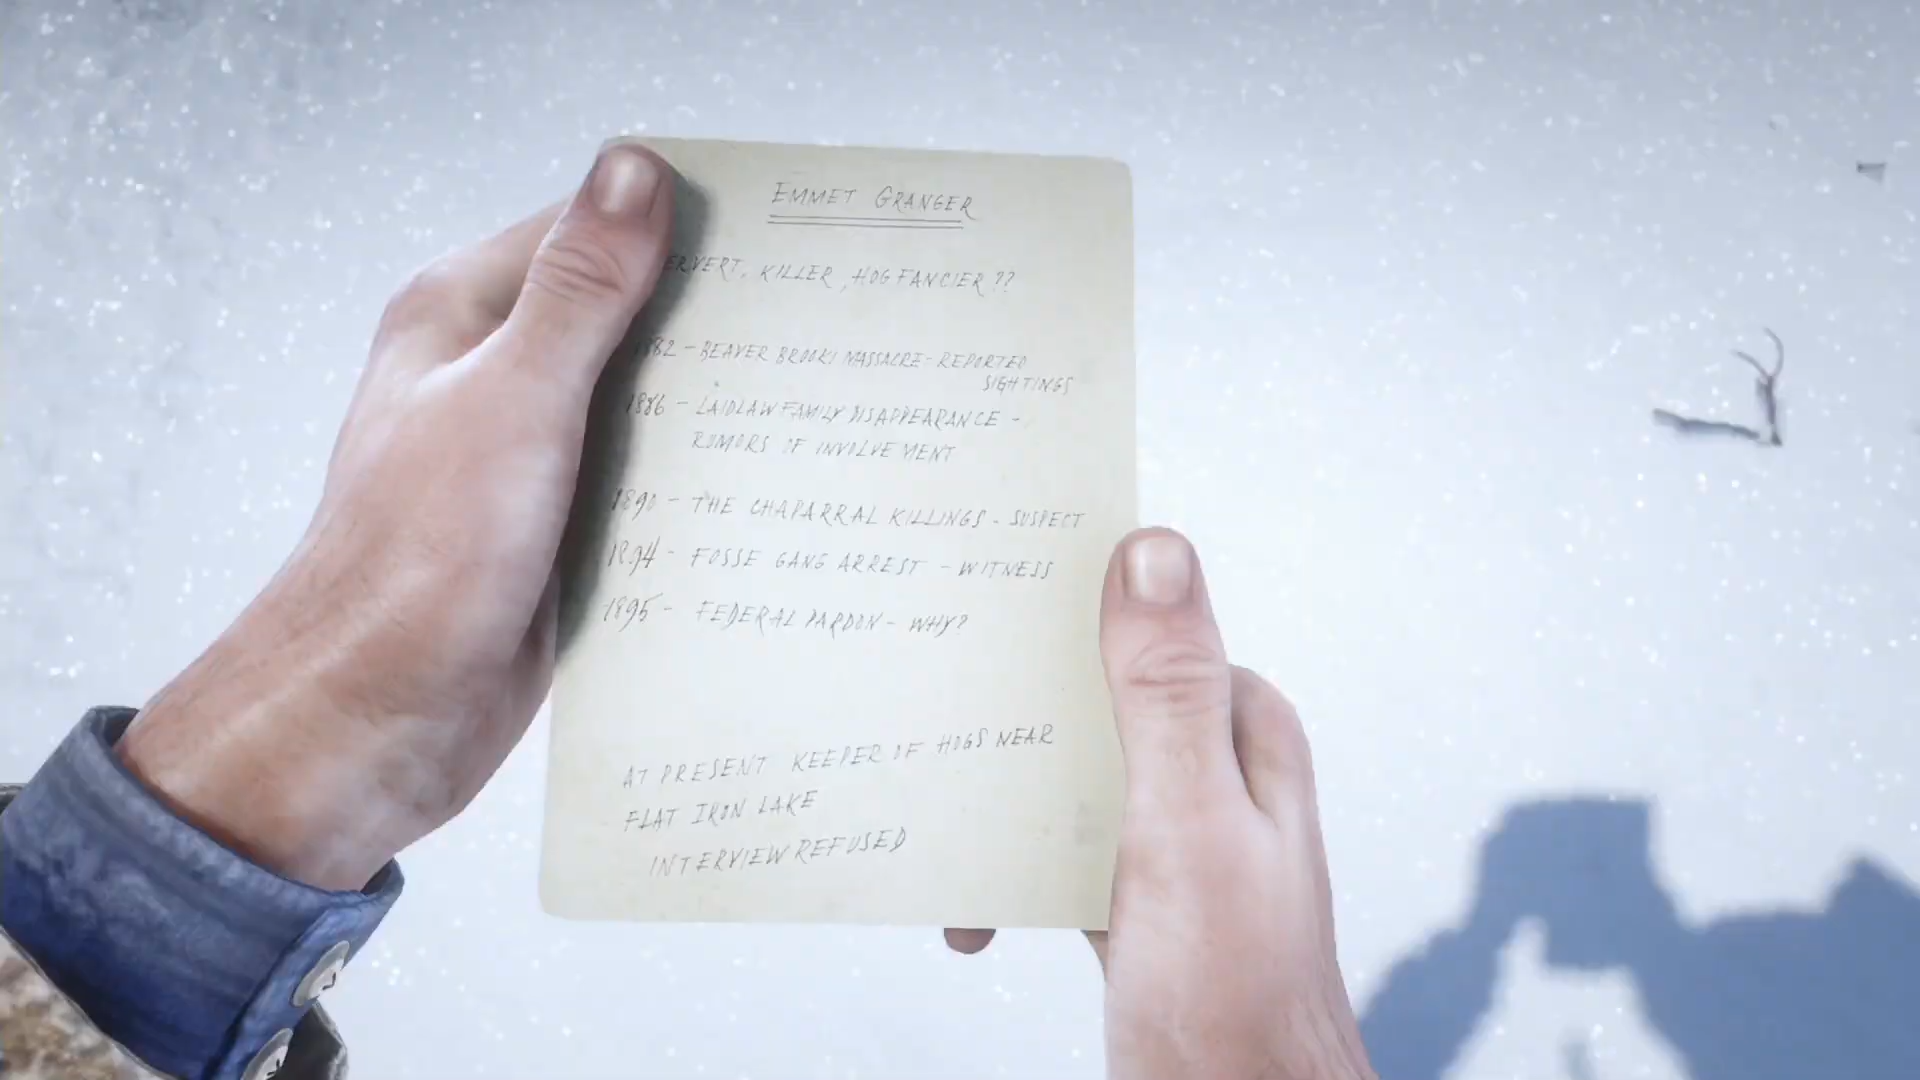 EMMET GRANGER
ERVERT, KILLER, HOG FANCIER ??
1882 - BEAVER BROOK! MASSACRE - REPORTED
SIGHTINGS
1886 - LAIDLAW FAMILY DISAPPEARANCE -
RUMORS OF INVOLVEMENT
1890 - THE CHAPARRAL KILLINGS - SUSPECT
1894 - FOSSE GANG ARREST - WITNESS
1895 - FEDERAL PARDON - WHY?
AT PRESENT KEEPER OF HOGS NEAR
FLAT IRON LAKE
INTERVIEW REFUSED